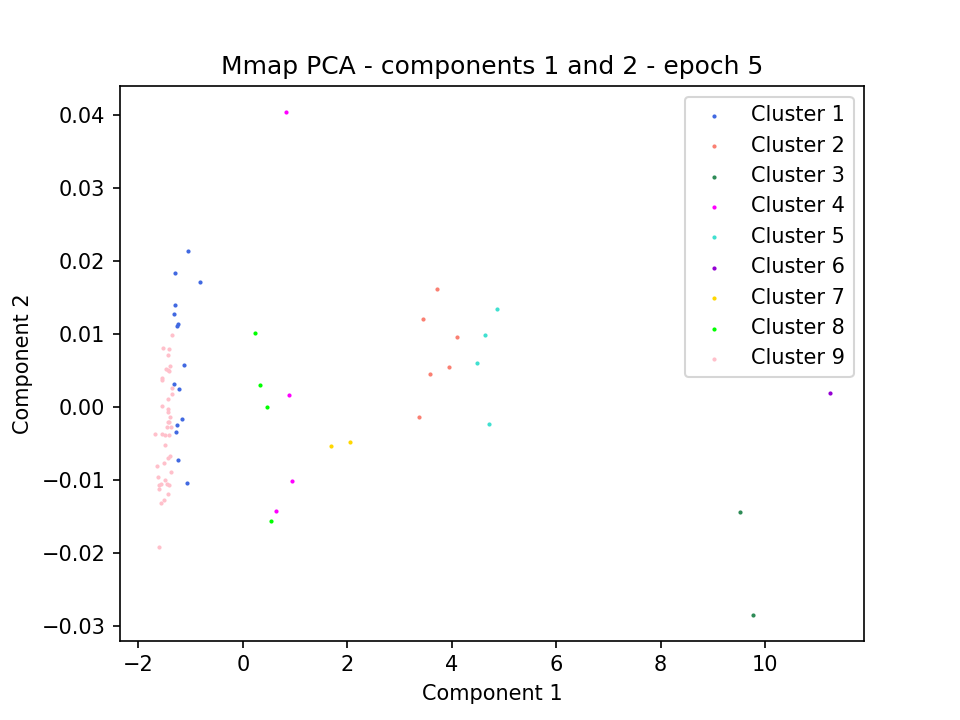 Mmap PCA - components 1 and 2 - epoch 5
Cluster 1
Cluster 2
Cluster 3
Cluster 4
Cluster 5
Cluster 6
Cluster 7
Cluster 8
Cluster 9
0.04
0.03
0.02
0.01
0.00
−0.01
−0.02
−0.03
Component 2
−2
0
2
4
6
8
10
Component 1